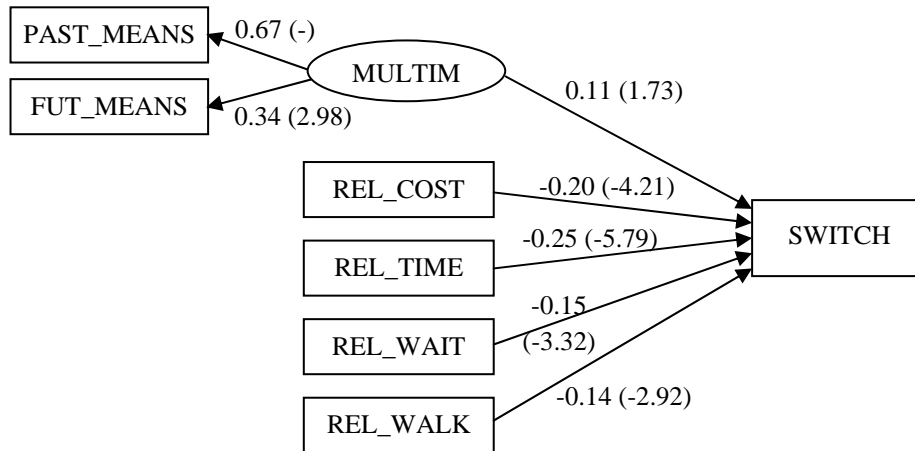 PAST_MEANS
0.67 (-)
MULTIM
FUT_MEANS
0.34 (2.98)
0.11 (1.73)
REL_COST
-0.20 (-4.21)
SWITCH
REL_TIME
-0.25 (-5.79)
REL_WAIT
-0.15
(-3.32)
REL_WALK
-0.14 (-2.92)